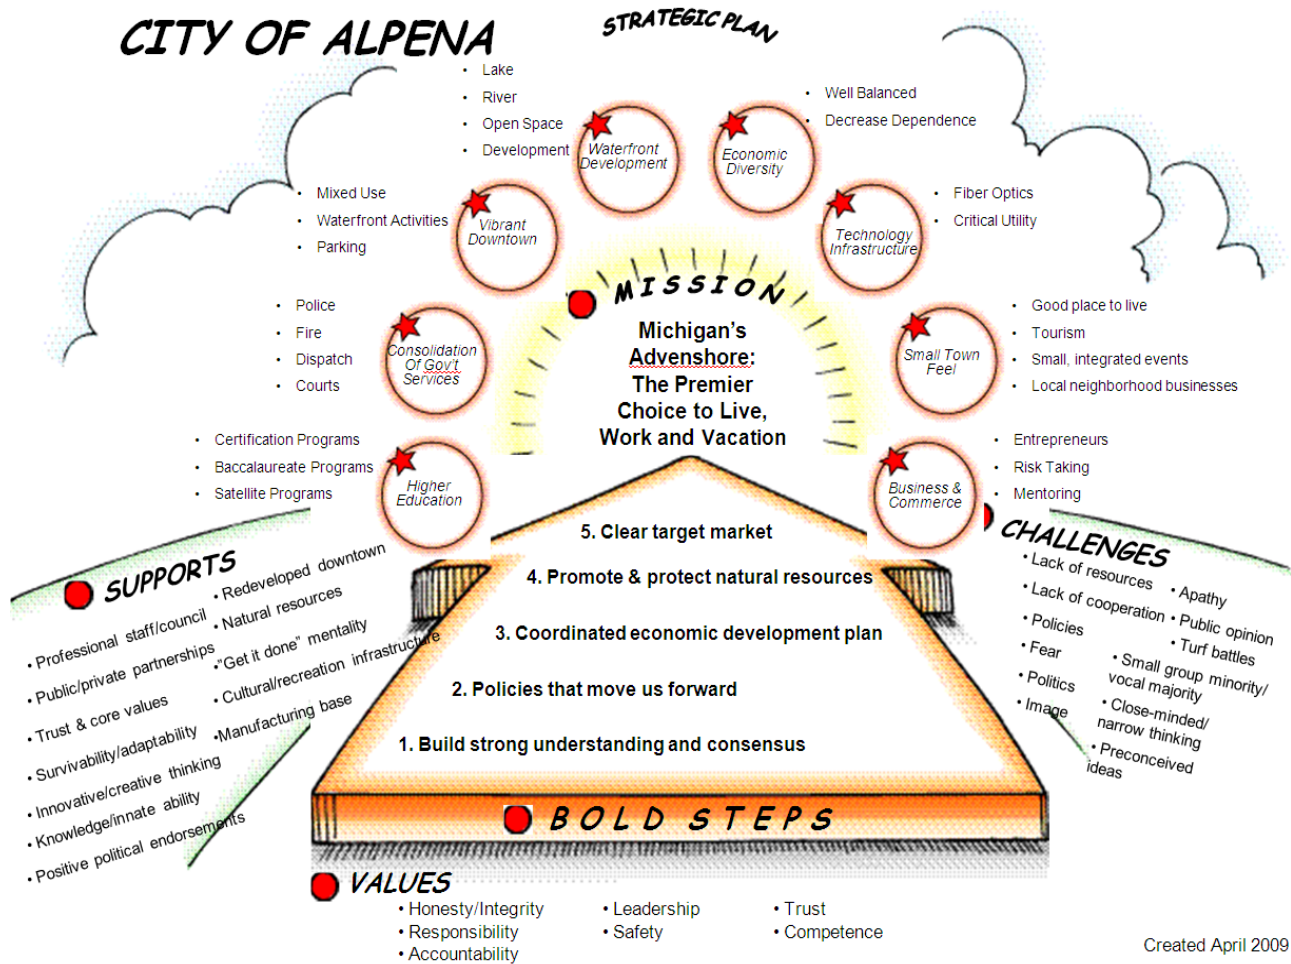 CITY OF ALPENA
STRATEGIC PLAN
• Lake
• River
• Open Space
• Development
Waterfront
Development
Economic
Diversity
• Well Balanced
• Decrease Dependence
• Mixed Use
• Waterfront Activities
• Parking
Vibrant
Downtown
Technology
Infrastructure
• Fiber Optics
• Critical Utility
• Police
• Fire
• Dispatch
• Courts
Consolidation
Of Gov't
Services
Small Town
Feel
• Good place to live
• Tourism
• Small, integrated events
• Local neighborhood businesses
• Certification Programs
• Baccalaureate Programs
• Satellite Programs
Higher
Education
Business &
Commerce
• Entrepreneurs
• Risk Taking
• Mentoring
MISSION
Michigan's
Advenshore:
The Premier
Choice to Live,
Work and Vacation
5. Clear target market
4. Promote & protect natural resources
3. Coordinated economic development plan
2. Policies that move us forward
1. Build strong understanding and consensus
BOLD STEPS
SUPPORTS
• Professional staff/council
• Public/private partnerships
• Trust & core values
• Survivability/adaptability
• Innovative/creative thinking
• Knowledge/innate ability
• Positive political endorsements
• Redeveloped downtown
• Natural resources
•"Get it done" mentality
• Cultural/recreation infrastructure
•Manufacturing base
CHALLENGES
• Lack of resources
• Lack of cooperation
• Policies
• Fear
• Politics
• Image
• Apathy
• Public opinion
• Turf battles
• Small group minority/
vocal majority
• Close-minded/
narrow thinking
• Preconceived
ideas
VALUES
• Honesty/Integrity
• Responsibility
• Accountability
• Leadership
• Safety
• Trust
• Competence
Created April 2009